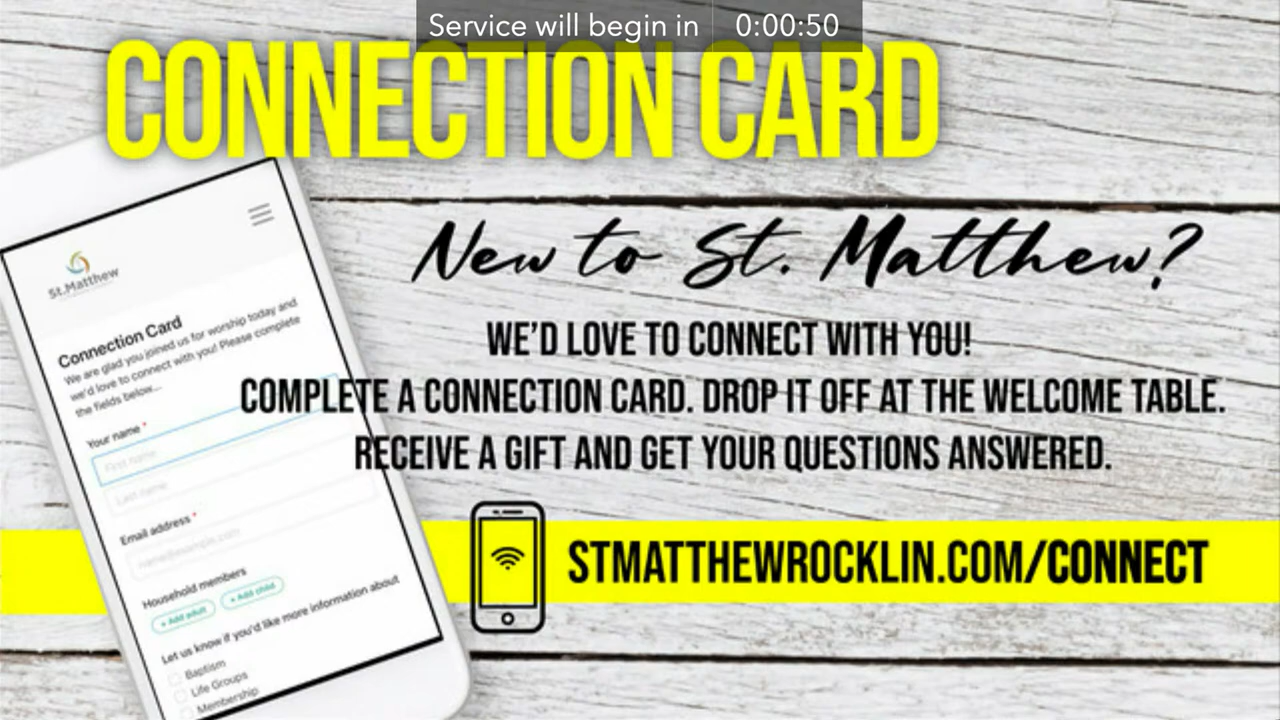 Service will begin in 0:00:50
CONNECTION CARD
New to St. Matthew?
WE'D LOVE TO CONNECT WITH YOU!
COMPLETE A CONNECTION CARD. DROP IT OFF AT THE WELCOME TABLE.
RECEIVE A GIFT AND GET YOUR QUESTIONS ANSWERED.
STMATTHEWROCKLIN.COM/CONNECT
St.Matthew
Connection Card
We are glad you joined us for worship today and
we'd love to connect with you! Please complete
the fields below...
Your name *
First name
Last name
Email address *
name@example.com
Household members
+ Add adult + Add child
Let us know if you'd like more information about
Baptism
Life Groups
Membership